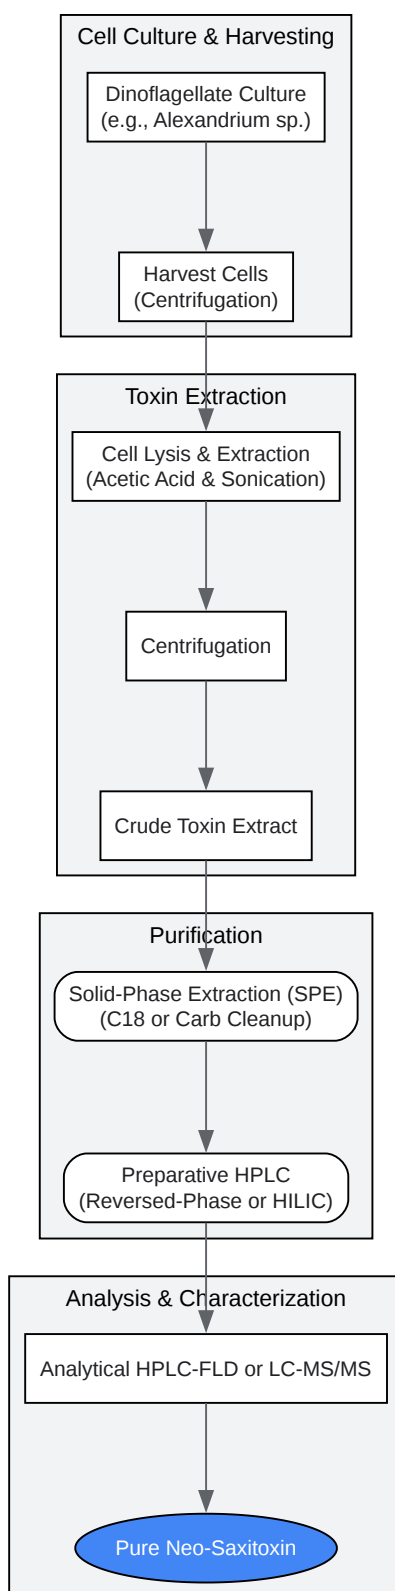 Cell Culture & Harvesting
Dinoflagellate Culture
(e.g., Alexandrium sp.)
Harvest Cells
(Centrifugation)
Toxin Extraction
Cell Lysis & Extraction
(Acetic Acid & Sonication)
Centrifugation
Crude Toxin Extract
Purification
Solid-Phase Extraction (SPE)
(C18 or Carb Cleanup)
Preparative HPLC
(Reversed-Phase or HILIC)
Analysis & Characterization
Analytical HPLC-FLD or LC-MS/MS
Pure Neo-Saxitoxin